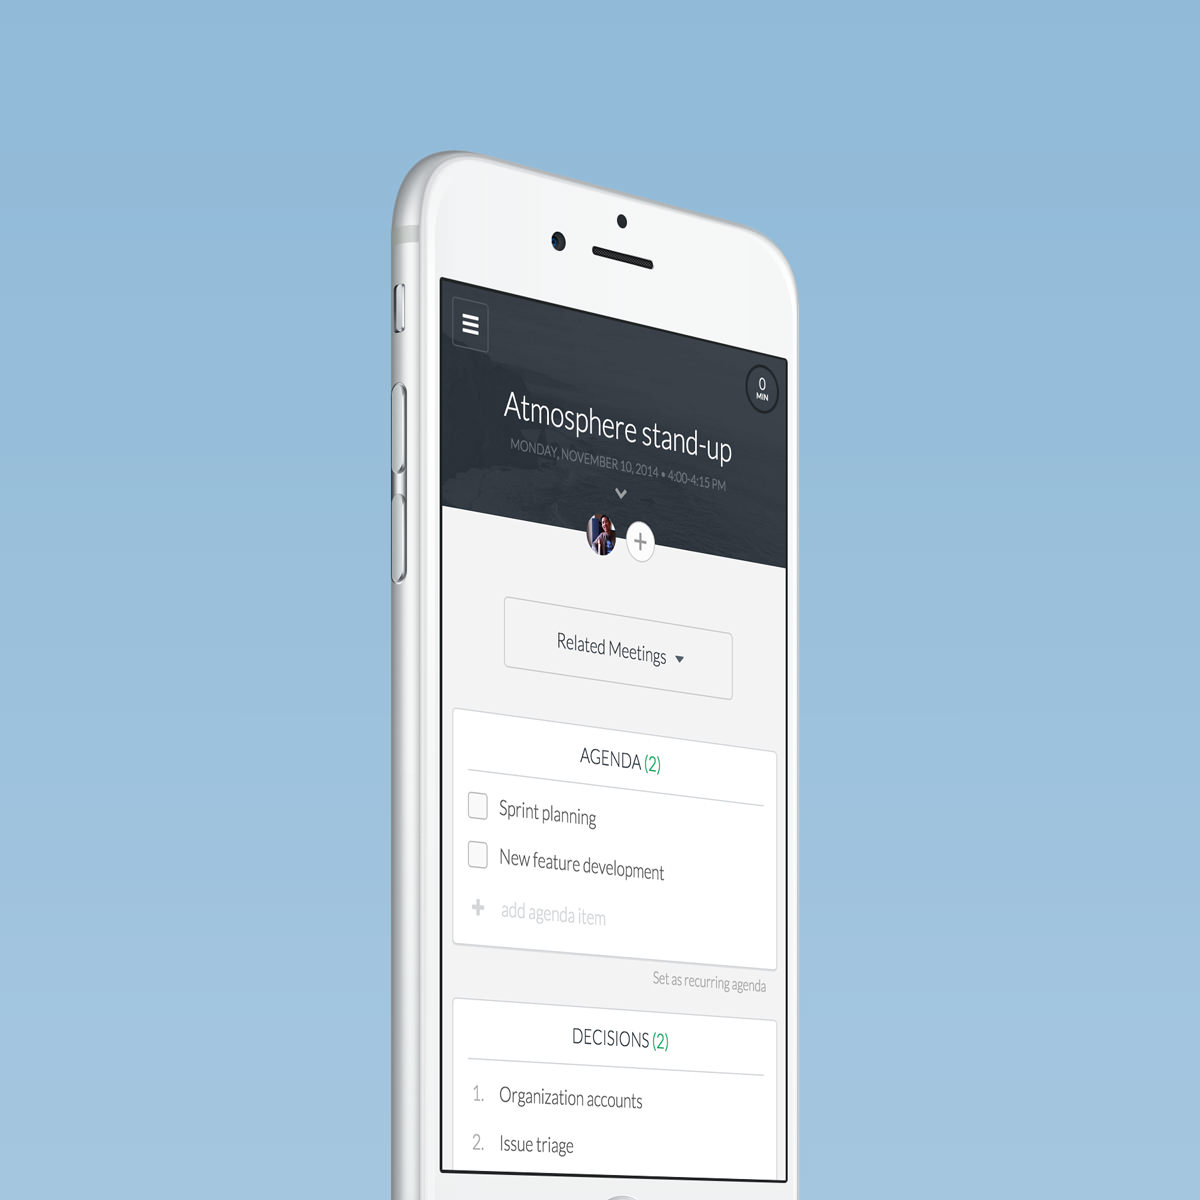 0
MIN
Atmosphere stand-up
MONDAY, NOVEMBER 10, 2014 • 4:00-4:15 PM
Related Meetings
AGENDA (2)
Sprint planning
New feature development
add agenda item
Set as recurring agenda
DECISIONS (2)
1. Organization accounts
2. Issue triage